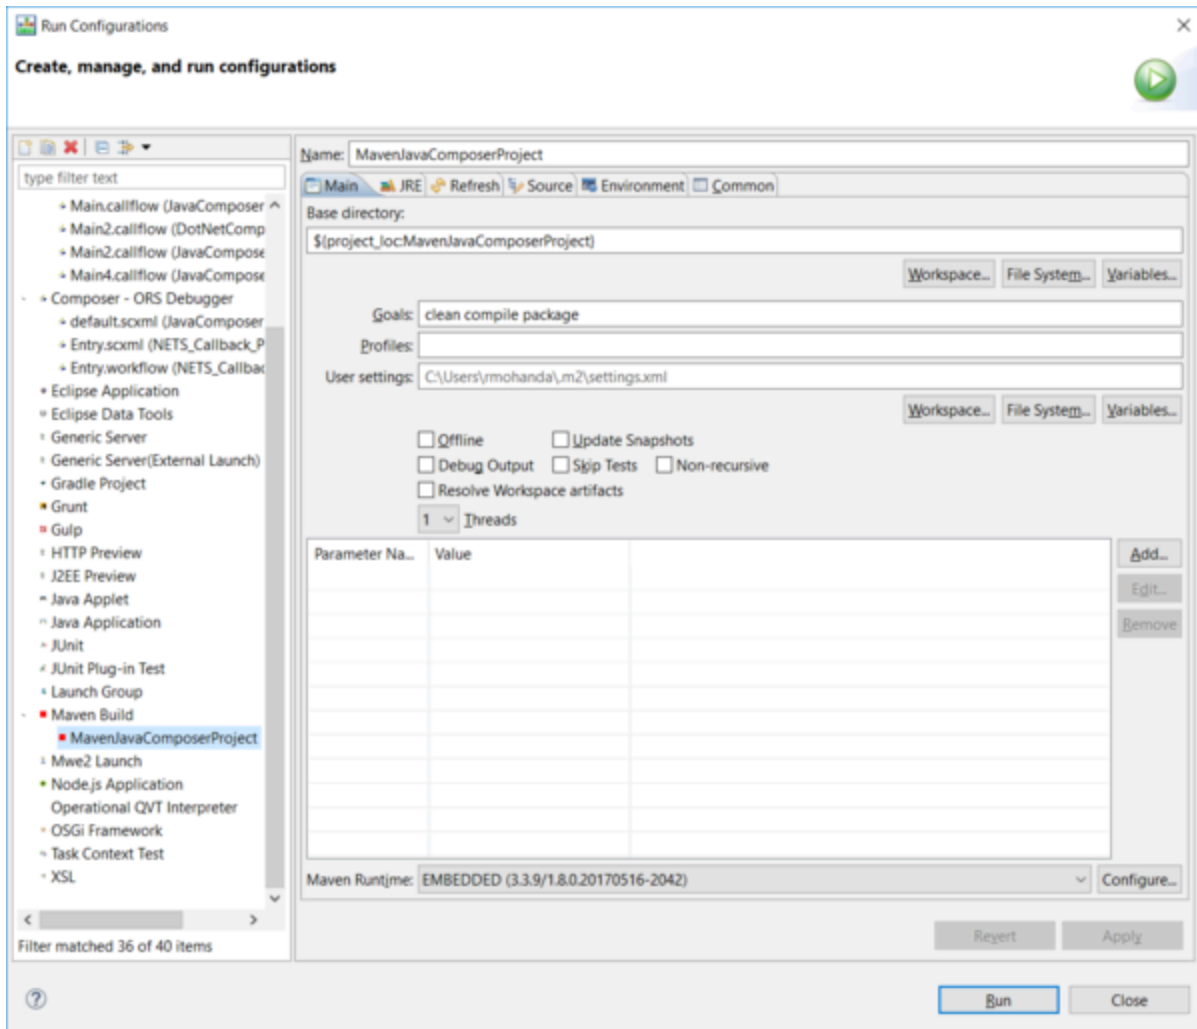 Run Configurations
Create, manage, and run configurations
type filter text
Main.callflow (JavaComposer
Main2.callflow (DotNetComp
Main2.callflow (JavaCompose
Main4.callflow (JavaCompose
Composer - ORS Debugger
default.scxml (JavaComposer
Entry.scxml (NETS_Callback_P
Entry.workflow (NETS_Callbac
Eclipse Application
Eclipse Data Tools
Generic Server
Generic Server(External Launch)
Gradle Project
Grunt
Gulp
HTTP Preview
J2EE Preview
Java Applet
Java Application
JUnit
JUnit Plug-in Test
Launch Group
Maven Build
MavenJavaComposerProject
Mwe2 Launch
Node.js Application
Operational QVT Interpreter
OSGi Framework
Task Context Test
XSL
Filter matched 36 of 40 items
Name: MavenJavaComposerProject
Main JRE Refresh Source Environment Common
Base directory:
${project_loc:MavenJavaComposerProject}
Workspace... File System... Variables...
Goals: clean compile package
Profiles:
User settings: C:\Users\rmohanda\.m2\settings.xml
Workspace... File System... Variables...
Offline Update Snapshots
Debug Output Skip Tests Non-recursive
Resolve Workspace artifacts
1 Threads
Parameter Na... Value
Add...
Edit...
Remove
Maven Runtime: EMBEDDED (3.3.9/1.8.0.20170516-2042) Configure...
Revert Apply
Run Close